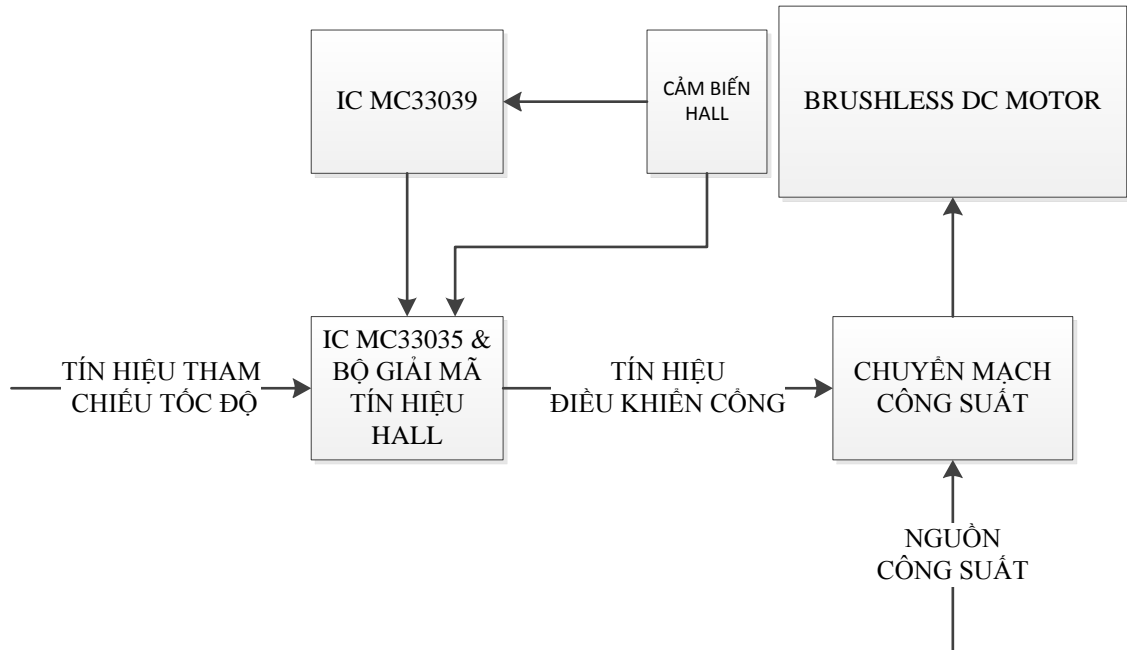 IC MC33039
CẢM BIẾN
HALL
BRUSHLESS DC MOTOR
TÍN HIỆU THAM
CHIẾU TỐC ĐỘ
IC MC33035 &
BỘ GIẢI MÃ
TÍN HIỆU
HALL
TÍN HIỆU
ĐIỀU KHIỂN CỔNG
CHUYỂN MẠCH
CÔNG SUẤT
NGUỒN
CÔNG SUẤT